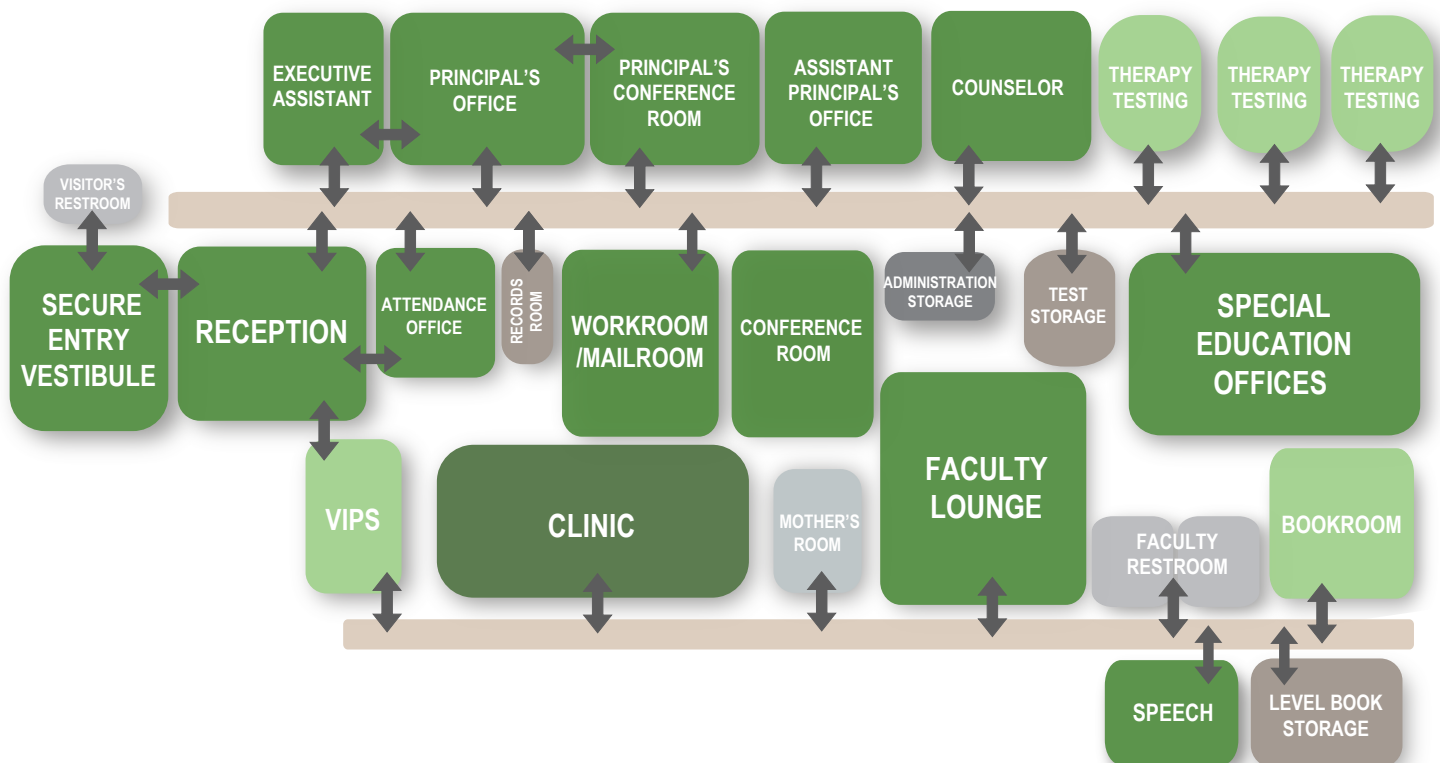 EXECUTIVE
ASSISTANT
PRINCIPAL'S
OFFICE
PRINCIPAL'S
CONFERENCE
ROOM
ASSISTANT
PRINCIPAL'S
OFFICE
COUNSELOR
THERAPY
TESTING
THERAPY
TESTING
THERAPY
TESTING
VISITOR'S
RESTROOM
SECURE
ENTRY
VESTIBULE
RECEPTION
ATTENDANCE
OFFICE
RECORDS
ROOM
WORKROOM
/MAILROOM
CONFERENCE
ROOM
ADMINISTRATION
STORAGE
TEST
STORAGE
SPECIAL
EDUCATION
OFFICES
VIPS
CLINIC
MOTHER'S
ROOM
FACULTY
LOUNGE
FACULTY
RESTROOM
BOOKROOM
SPEECH
LEVEL BOOK
STORAGE